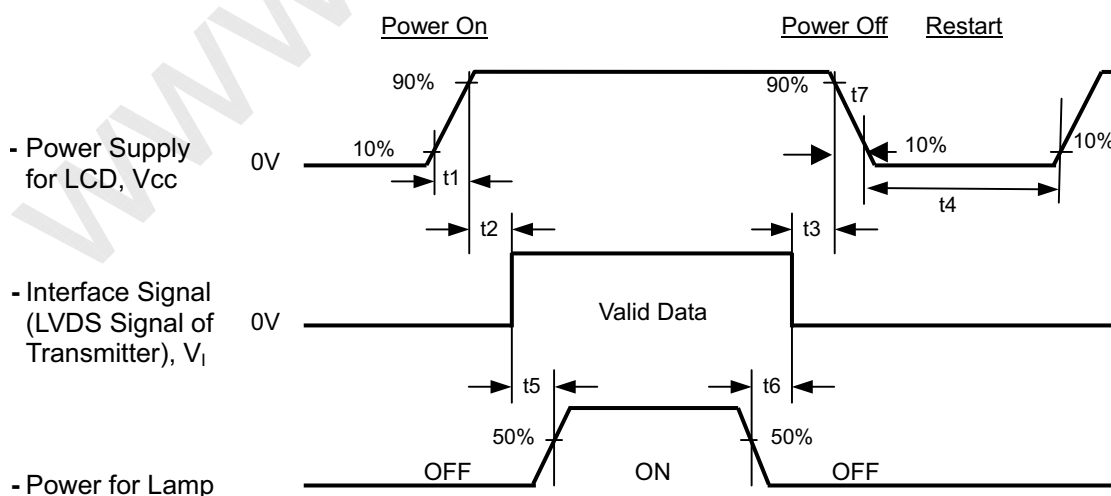 Power On
Power Off Restart
90% 90% t7
- Power Supply
for LCD, Vcc
0V 10% 10% 10%
t1 t4
t2 t3
- Interface Signal
(LVDS Signal of
Transmitter), VI
0V Valid Data
t5 t6
50% 50%
OFF ON OFF
- Power for Lamp